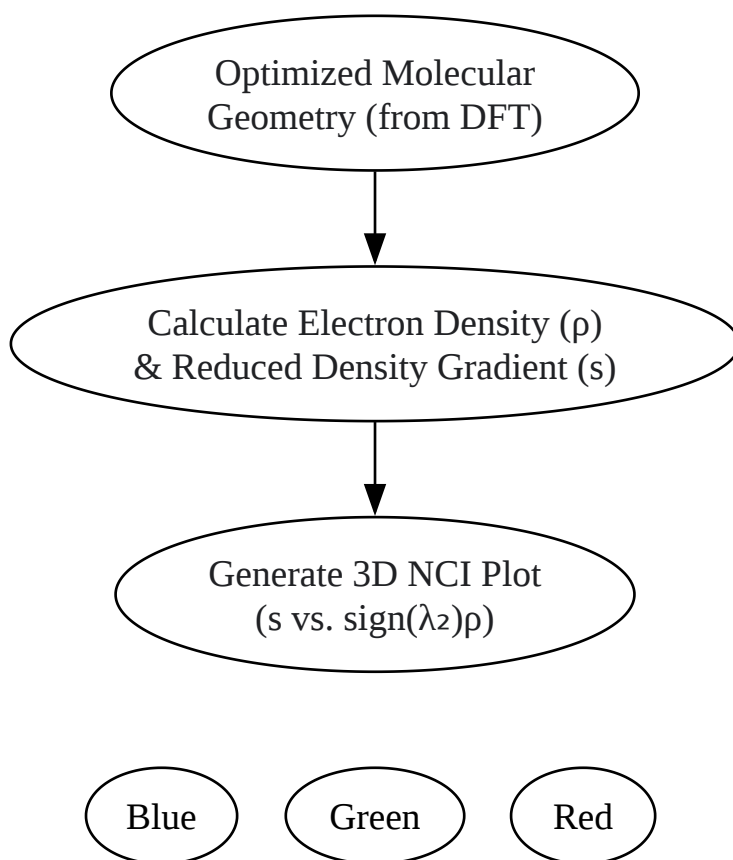 Optimized Molecular
Geometry (from DFT)
Calculate Electron Density (ρ)
& Reduced Density Gradient (s)
Generate 3D NCI Plot
(s vs. sign(λ₂)ρ)
Blue Green Red